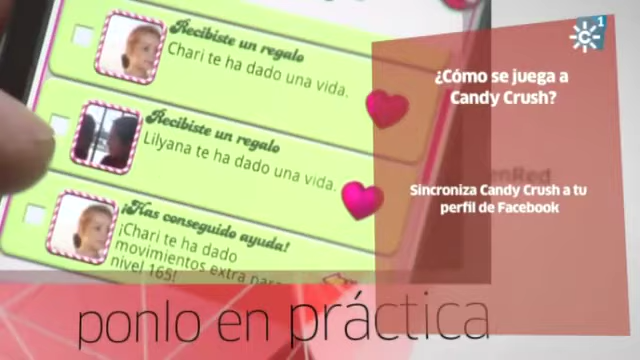 Recibiste un regalo
Chari te ha dado una vida.
Recibiste un regalo
Lilyana te ha dado una vida.
¡Has conseguido ayuda!
¡Chari te ha dado
movimientos extra para
nivel 165!
1
¿Cómo se juega a
Candy Crush?
enRed
Sincroniza Candy Crush a tu
perfil de Facebook
ponlo en práctica